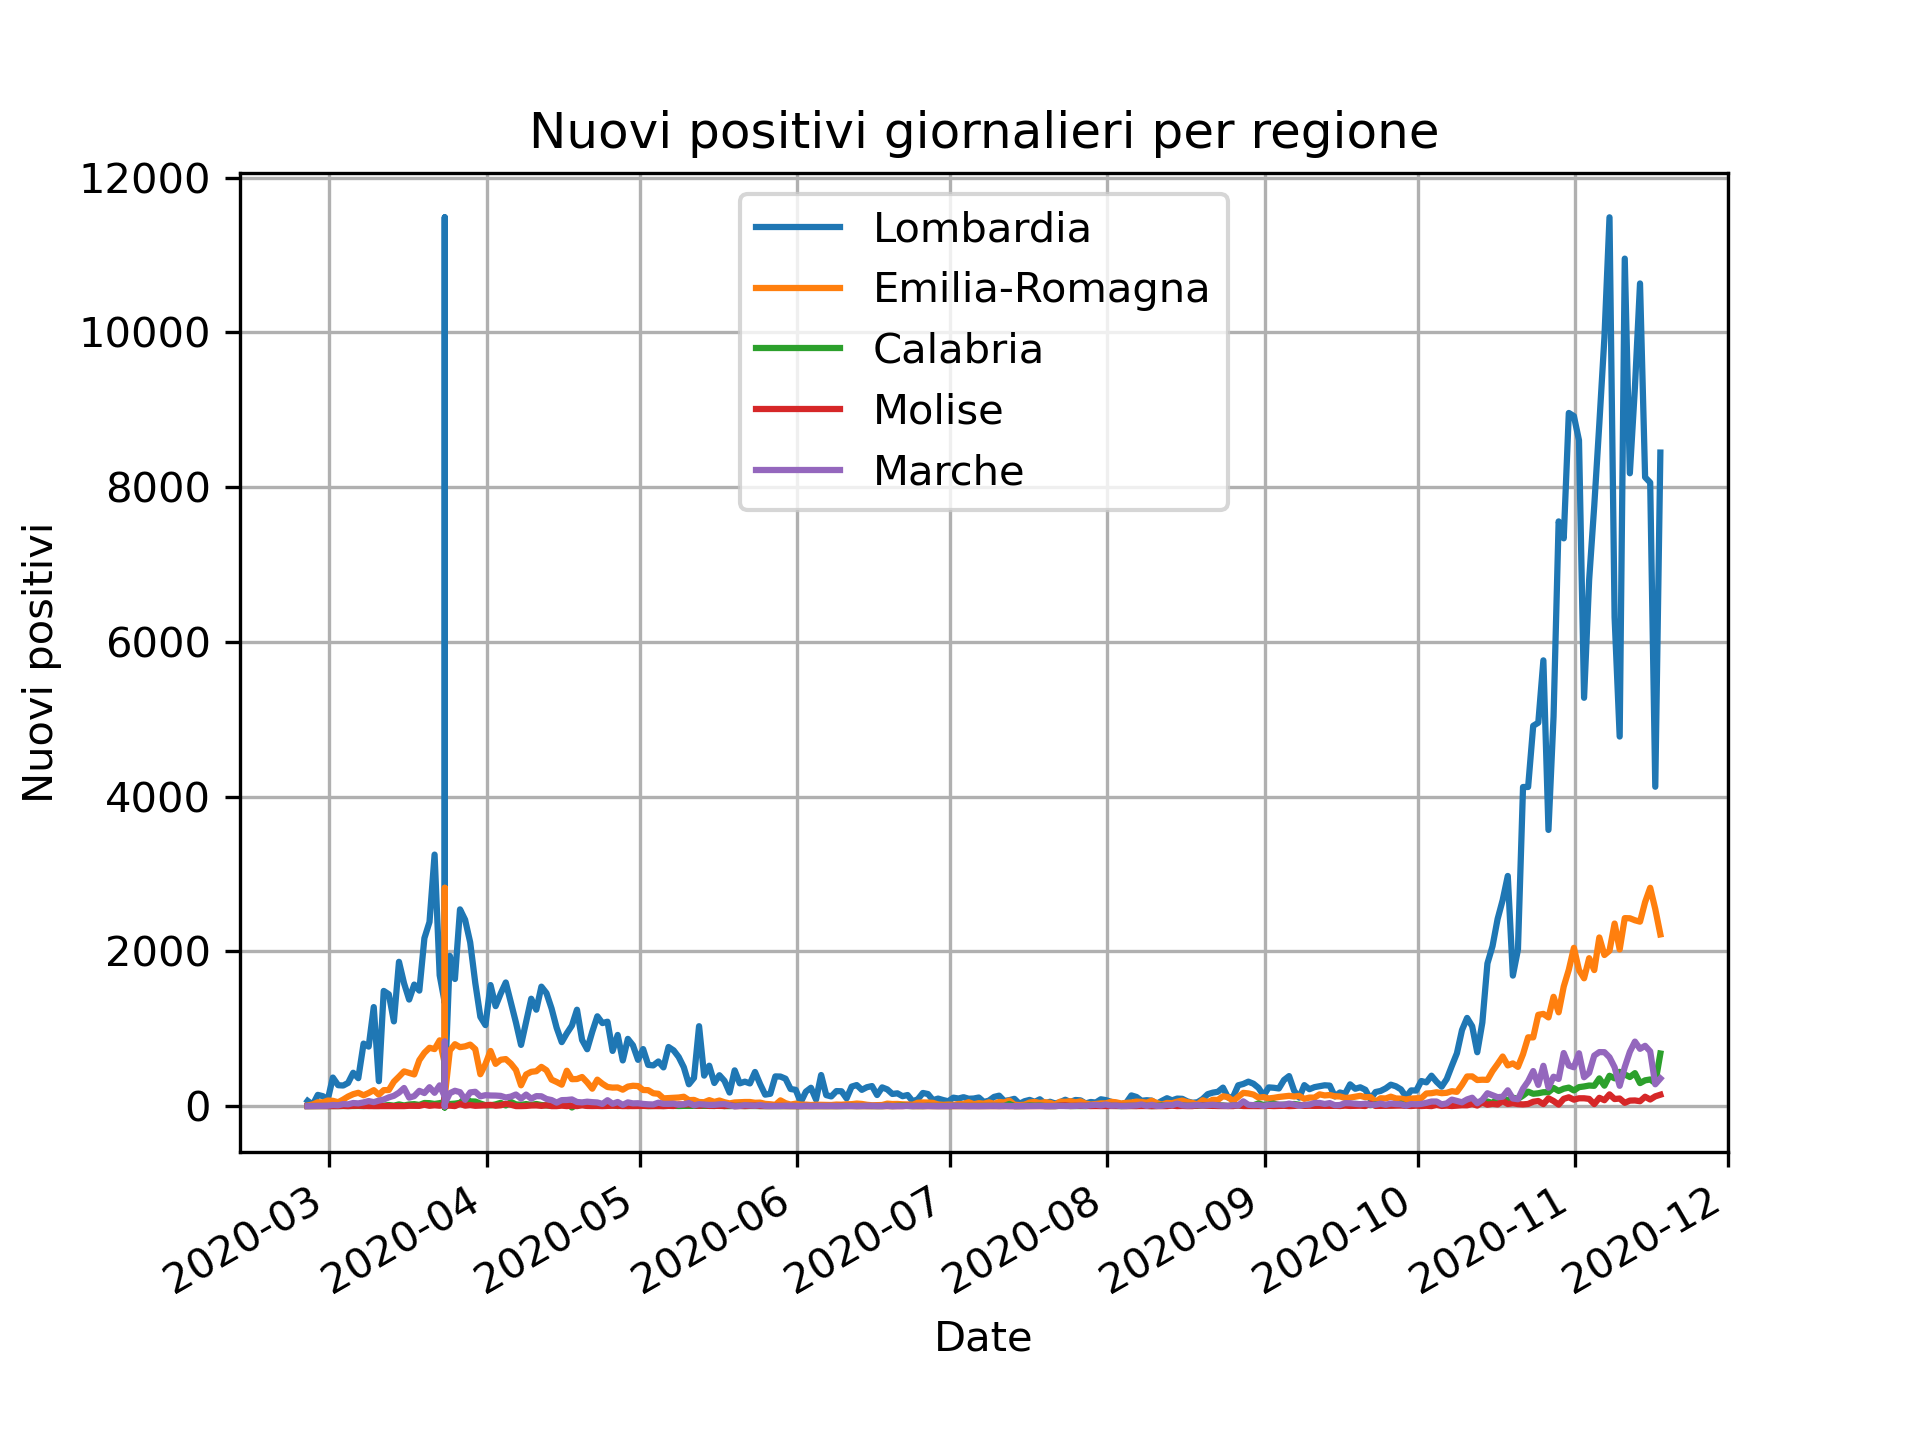 Nuovi positivi giornalieri per regione
12000
10000
8000
6000
4000
2000
0
Nuovi positivi
Lombardia
Emilia-Romagna
Calabria
Molise
Marche
2020-03
2020-04
2020-05
2020-06
2020-07
2020-08
2020-09
2020-10
2020-11
2020-12
Date